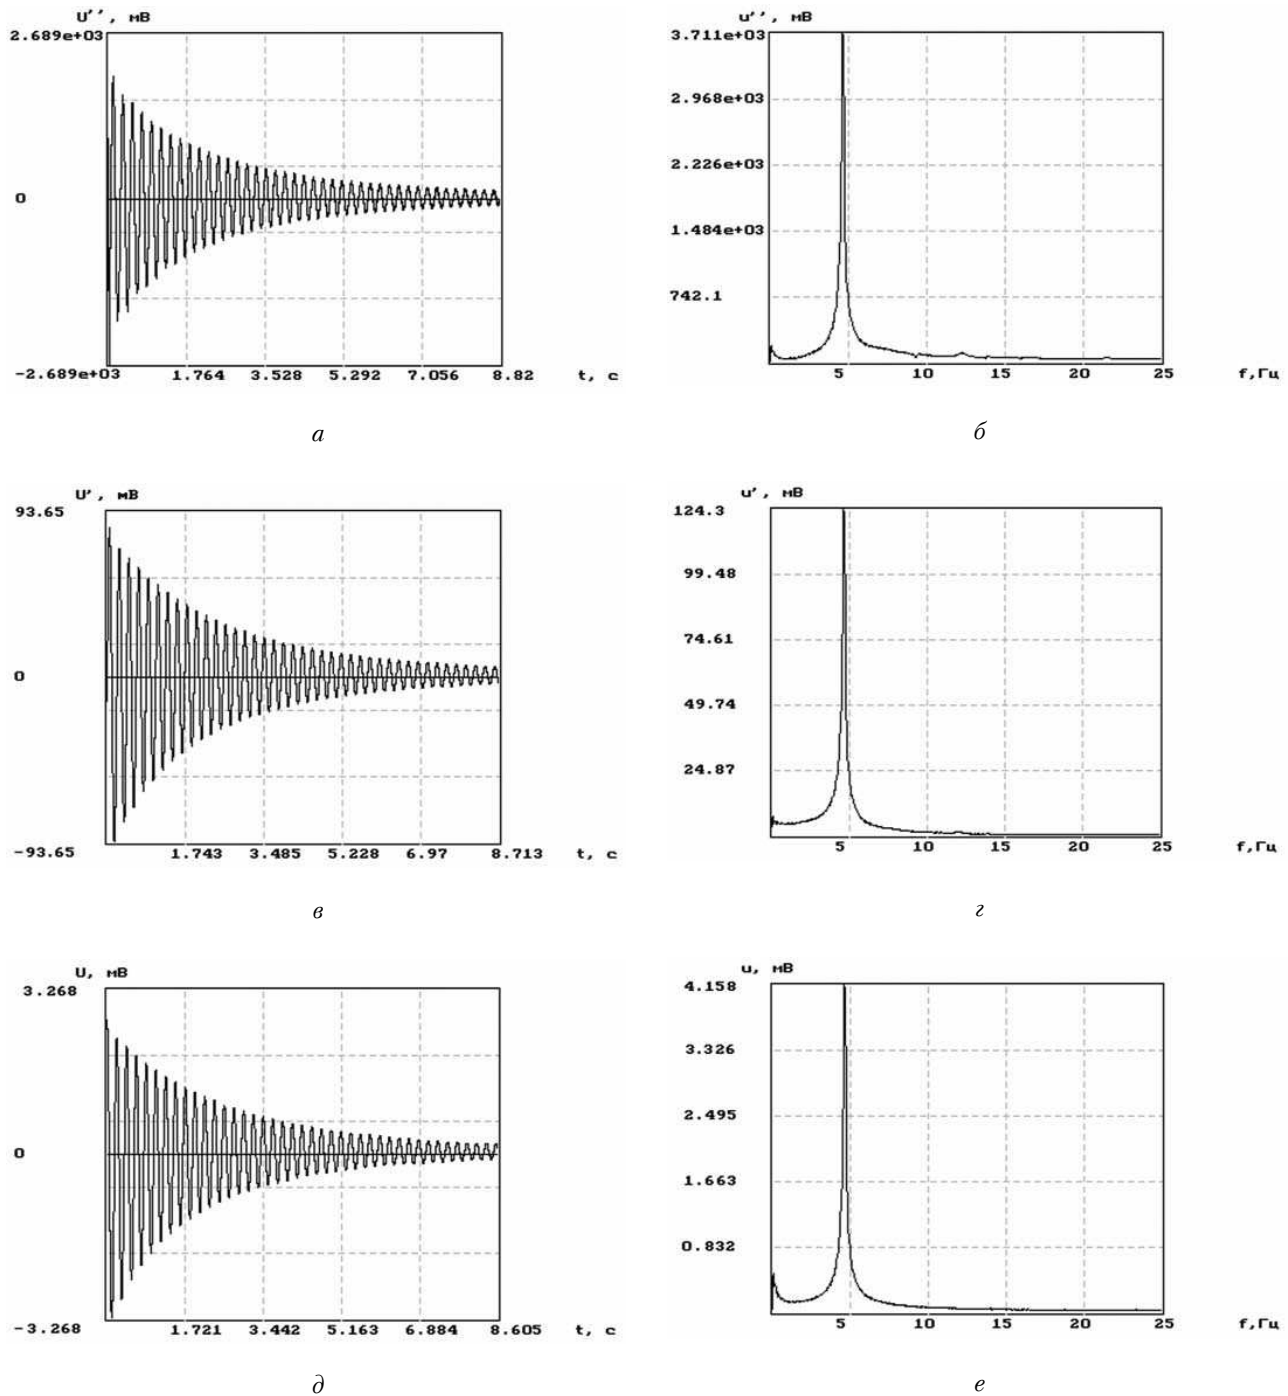 U'', мВ
2.689e+03
0
-2.689e+03
1.764 3.528 5.292 7.056 8.82 t, с
а
u'', мВ
3.711e+03
2.968e+03
2.226e+03
1.484e+03
742.1
5 10 15 20 25 f,Гц
б
U', мВ
93.65
0
-93.65
1.743 3.485 5.228 6.97 8.713 t, с
в
u', мВ
124.3
99.48
74.61
49.74
24.87
5 10 15 20 25 f,Гц
г
U, мВ
3.268
0
-3.268
1.721 3.442 5.163 6.884 8.605 t, с
д
u, мВ
4.158
3.326
2.495
1.663
0.832
5 10 15 20 25 f,Гц
е